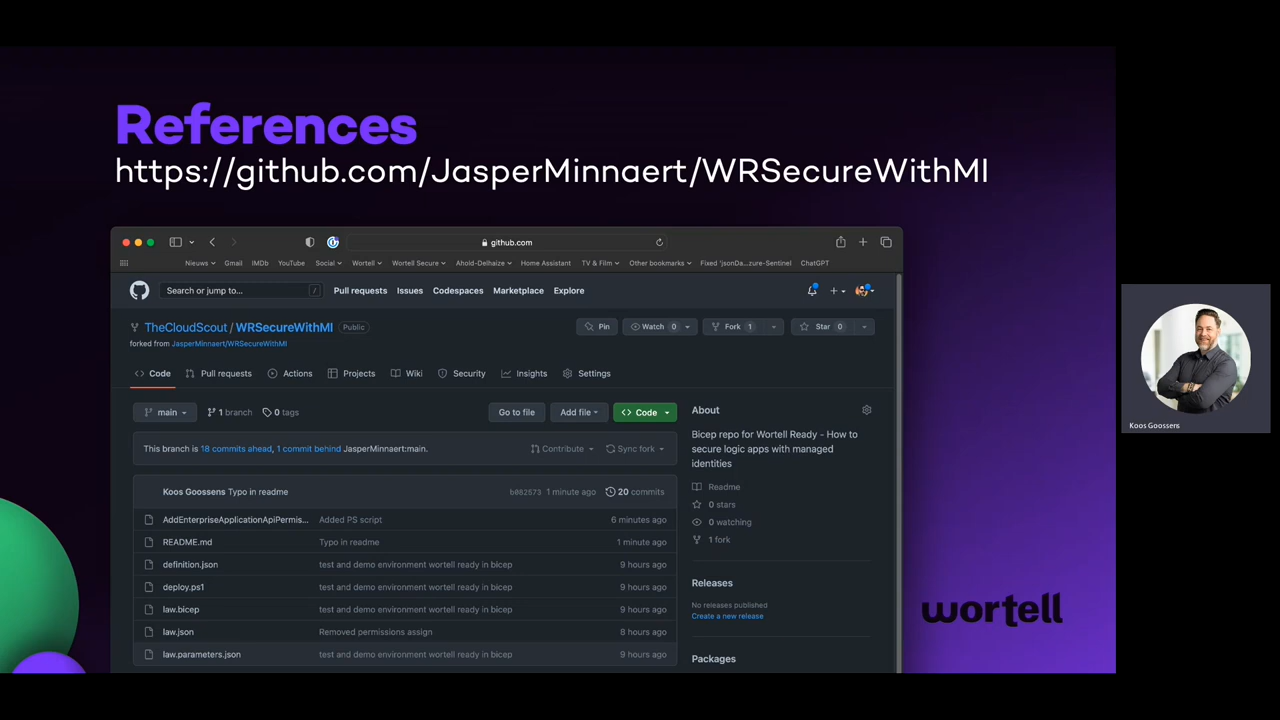 References
https://github.com/JasperMinnaert/WRSecureWithMI
github.com
Nieuws Gmail IMDb YouTube Social Wortell Wortell Secure Ahold-Delhaize Home Assistant TV & Film Other bookmarks Fixed 'jsonDa...zure-Sentinel ChatGPT
Search or jump to... / Pull requests Issues Codespaces Marketplace Explore
TheCloudScout / WRSecureWithMI Public Pin Watch 0 Fork 1 Star 0
forked from JasperMinnaert/WRSecureWithMI
Code Pull requests Actions Projects Wiki Security Insights Settings
main 1 branch 0 tags Go to file Add file Code
This branch is 18 commits ahead, 1 commit behind JasperMinnaert:main. Contribute Sync fork
Koos Goossens Typo in readme b082573 1 minute ago 20 commits
AddEnterpriseApplicationApiPermis... Added PS script 6 minutes ago
README.md Typo in readme 1 minute ago
definition.json test and demo environment wortell ready in bicep 9 hours ago
deploy.ps1 test and demo environment wortell ready in bicep 9 hours ago
law.bicep test and demo environment wortell ready in bicep 9 hours ago
law.json Removed permissions assign 8 hours ago
law.parameters.json test and demo environment wortell ready in bicep 9 hours ago
About
Bicep repo for Wortell Ready - How to
secure logic apps with managed
identities
Readme
0 stars
0 watching
1 fork
Releases
No releases published
Create a new release
Packages
wortell
Koos Goossens